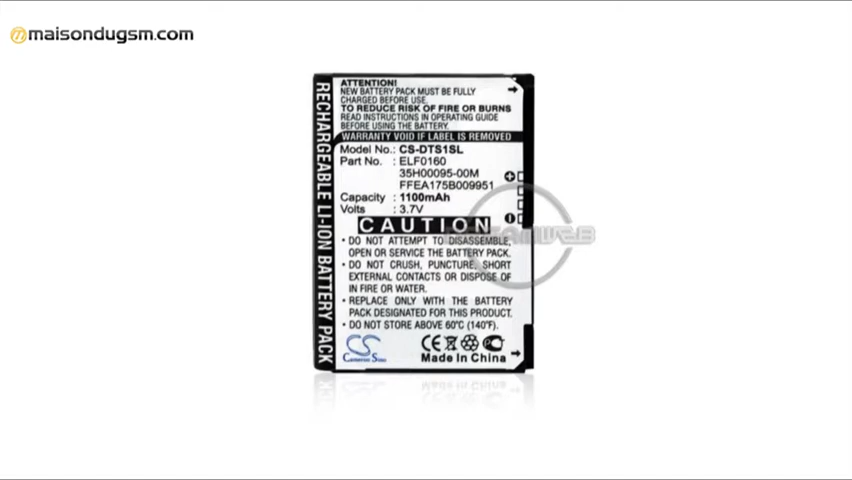 maisondugsm.com
RECHARGEABLE LI-ION BATTERY PACK
ATTENTION!
NEW BATTERY PACK MUST BE FULLY
CHARGED BEFORE USE.
TO REDUCE RISK OF FIRE OR BURNS
READ INSTRUCTIONS IN OPERATING GUIDE
BEFORE USING THE BATTERY.
WARRANTY VOID IF LABEL IS REMOVED
Model No.: CS-DTS1SL
Part No. : ELF0160
35H00095-00M
FFEA175B009951
Capacity : 1100mAh
Volts : 3.7V
CAUTION
• DO NOT ATTEMPT TO DISASSEMBLE,
OPEN OR SERVICE THE BATTERY PACK.
• DO NOT CRUSH, PUNCTURE, SHORT
EXTERNAL CONTACTS OR DISPOSE OF
IN FIRE OR WATER.
• REPLACE ONLY WITH THE BATTERY
PACK DESIGNATED FOR THIS PRODUCT.
• DO NOT STORE ABOVE 60°C (140°F).
CS
Cameron Sino
CE
Made In China